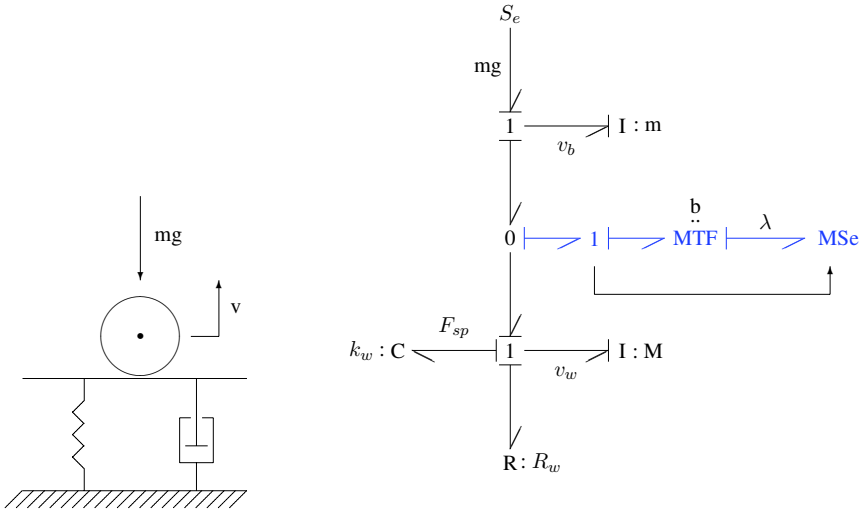 mg
v
S_e
mg
1
I : m
v_b
b
..
0
1
MTF
λ
MSe
F_sp
k_w : C
1
I : M
v_w
R : R_w